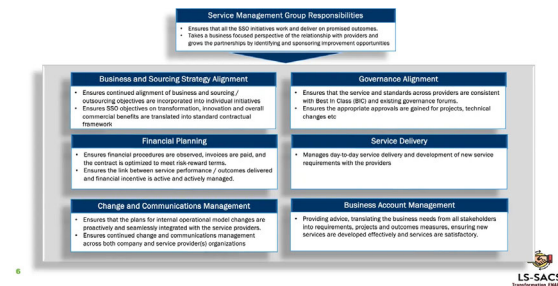 Service Management Group Responsibilities
• Ensures that all the SSO initiatives work and deliver on promised outcomes.
• Takes a business focused perspective of the relationship with providers and
grows the partnerships by identifying and sponsoring improvement opportunities
Business and Sourcing Strategy Alignment
• Ensures continued alignment of business and sourcing /
outsourcing objectives are incorporated into individual initiatives
• Ensures SSO objectives on transformation, innovation and overall
commercial benefits are translated into standard contractual
framework
Governance Alignment
• Ensures that the service and standards across providers are consistent
with Best In Class (BIC) and existing governance forums.
• Ensures the appropriate approvals are gained for projects, technical
changes etc
Financial Planning
• Ensures financial procedures are observed, invoices are paid, and
the contract is optimized to meet risk-reward terms.
• Ensures the link between service performance / outcomes delivered
and financial incentive is active and actively managed.
Service Delivery
• Manages day-to-day service delivery and development of new service
requirements with the providers
Change and Communications Management
• Ensures that the plans for internal operational model changes are
proactively and seamlessly integrated with the service providers.
• Ensures continued change and communications management
across both company and service provider(s) organizations
Business Account Management
• Providing advice, translating the business needs from all stakeholders
into requirements, projects and outcomes measures, ensuring new
services are developed effectively and services are satisfactory.
6
LS-SACS
Transformation